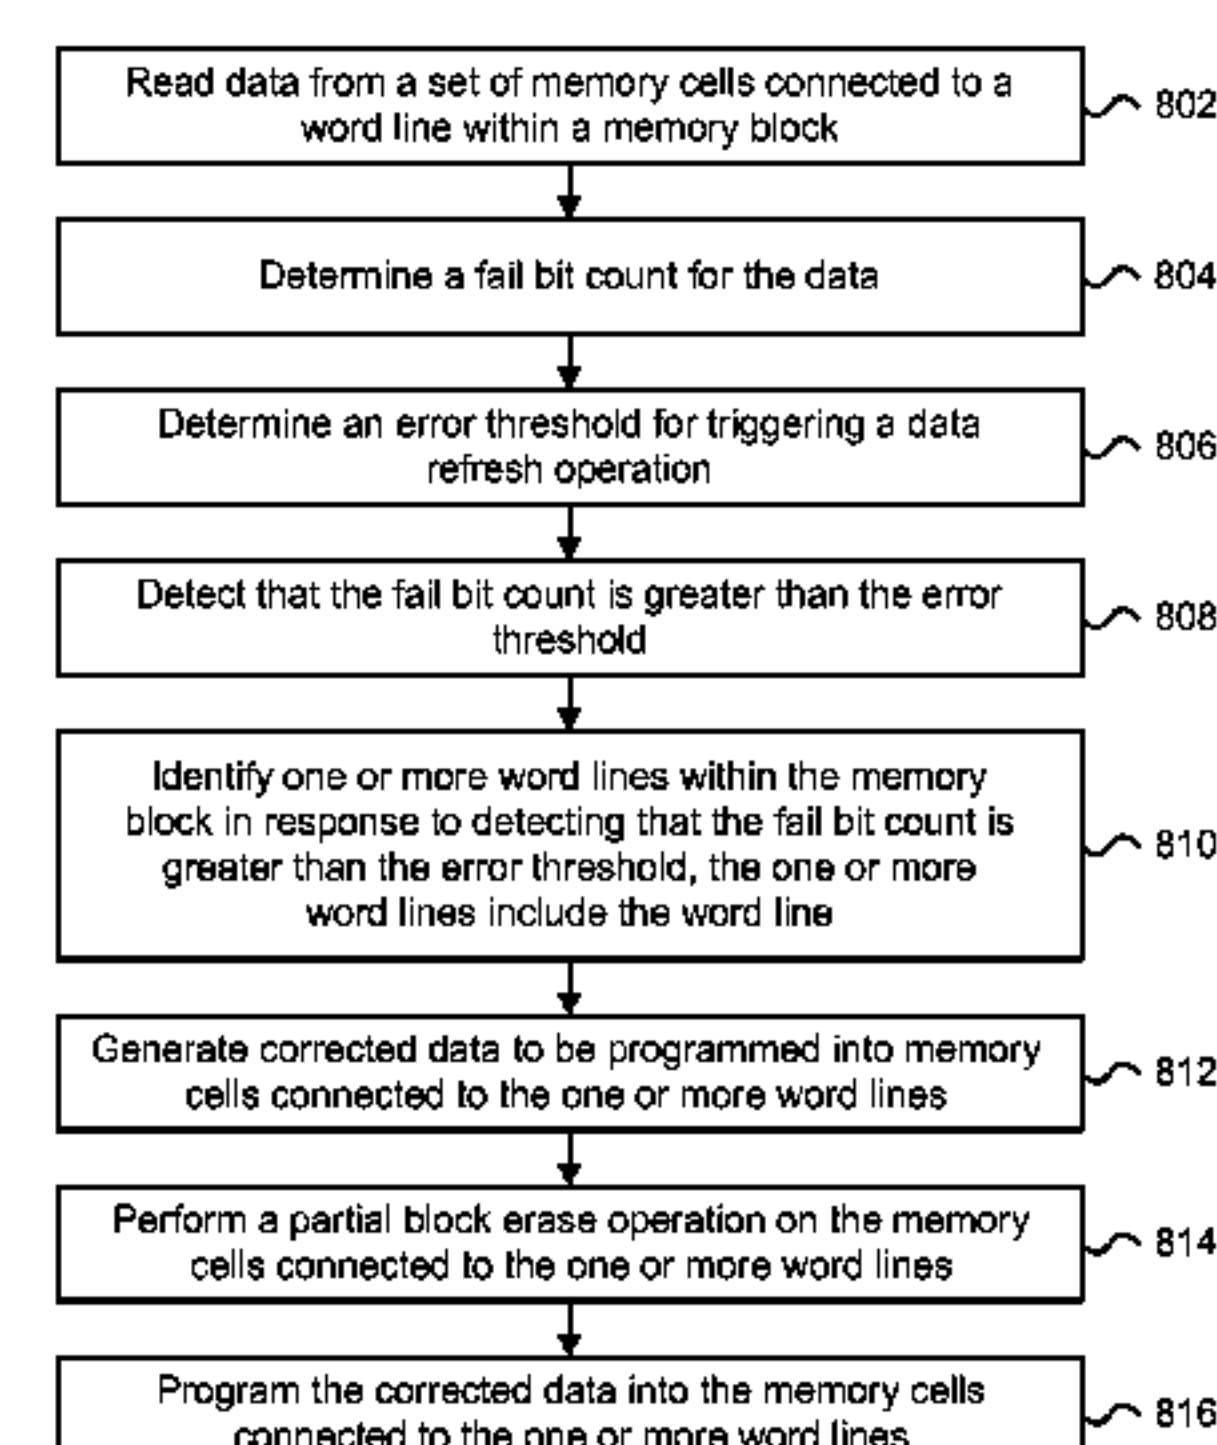 Read data from a set of memory cells connected to a
word line within a memory block
802
Determine a fail bit count for the data
804
Determine an error threshold for triggering a data
refresh operation
806
Detect that the fail bit count is greater than the error
threshold
808
Identify one or more word lines within the memory
block in response to detecting that the fail bit count is
greater than the error threshold, the one or more
word lines include the word line
810
Generate corrected data to be programmed into memory
cells connected to the one or more word lines
812
Perform a partial block erase operation on the memory
cells connected to the one or more word lines
814
Program the corrected data into the memory cells
connected to the one or more word lines
816